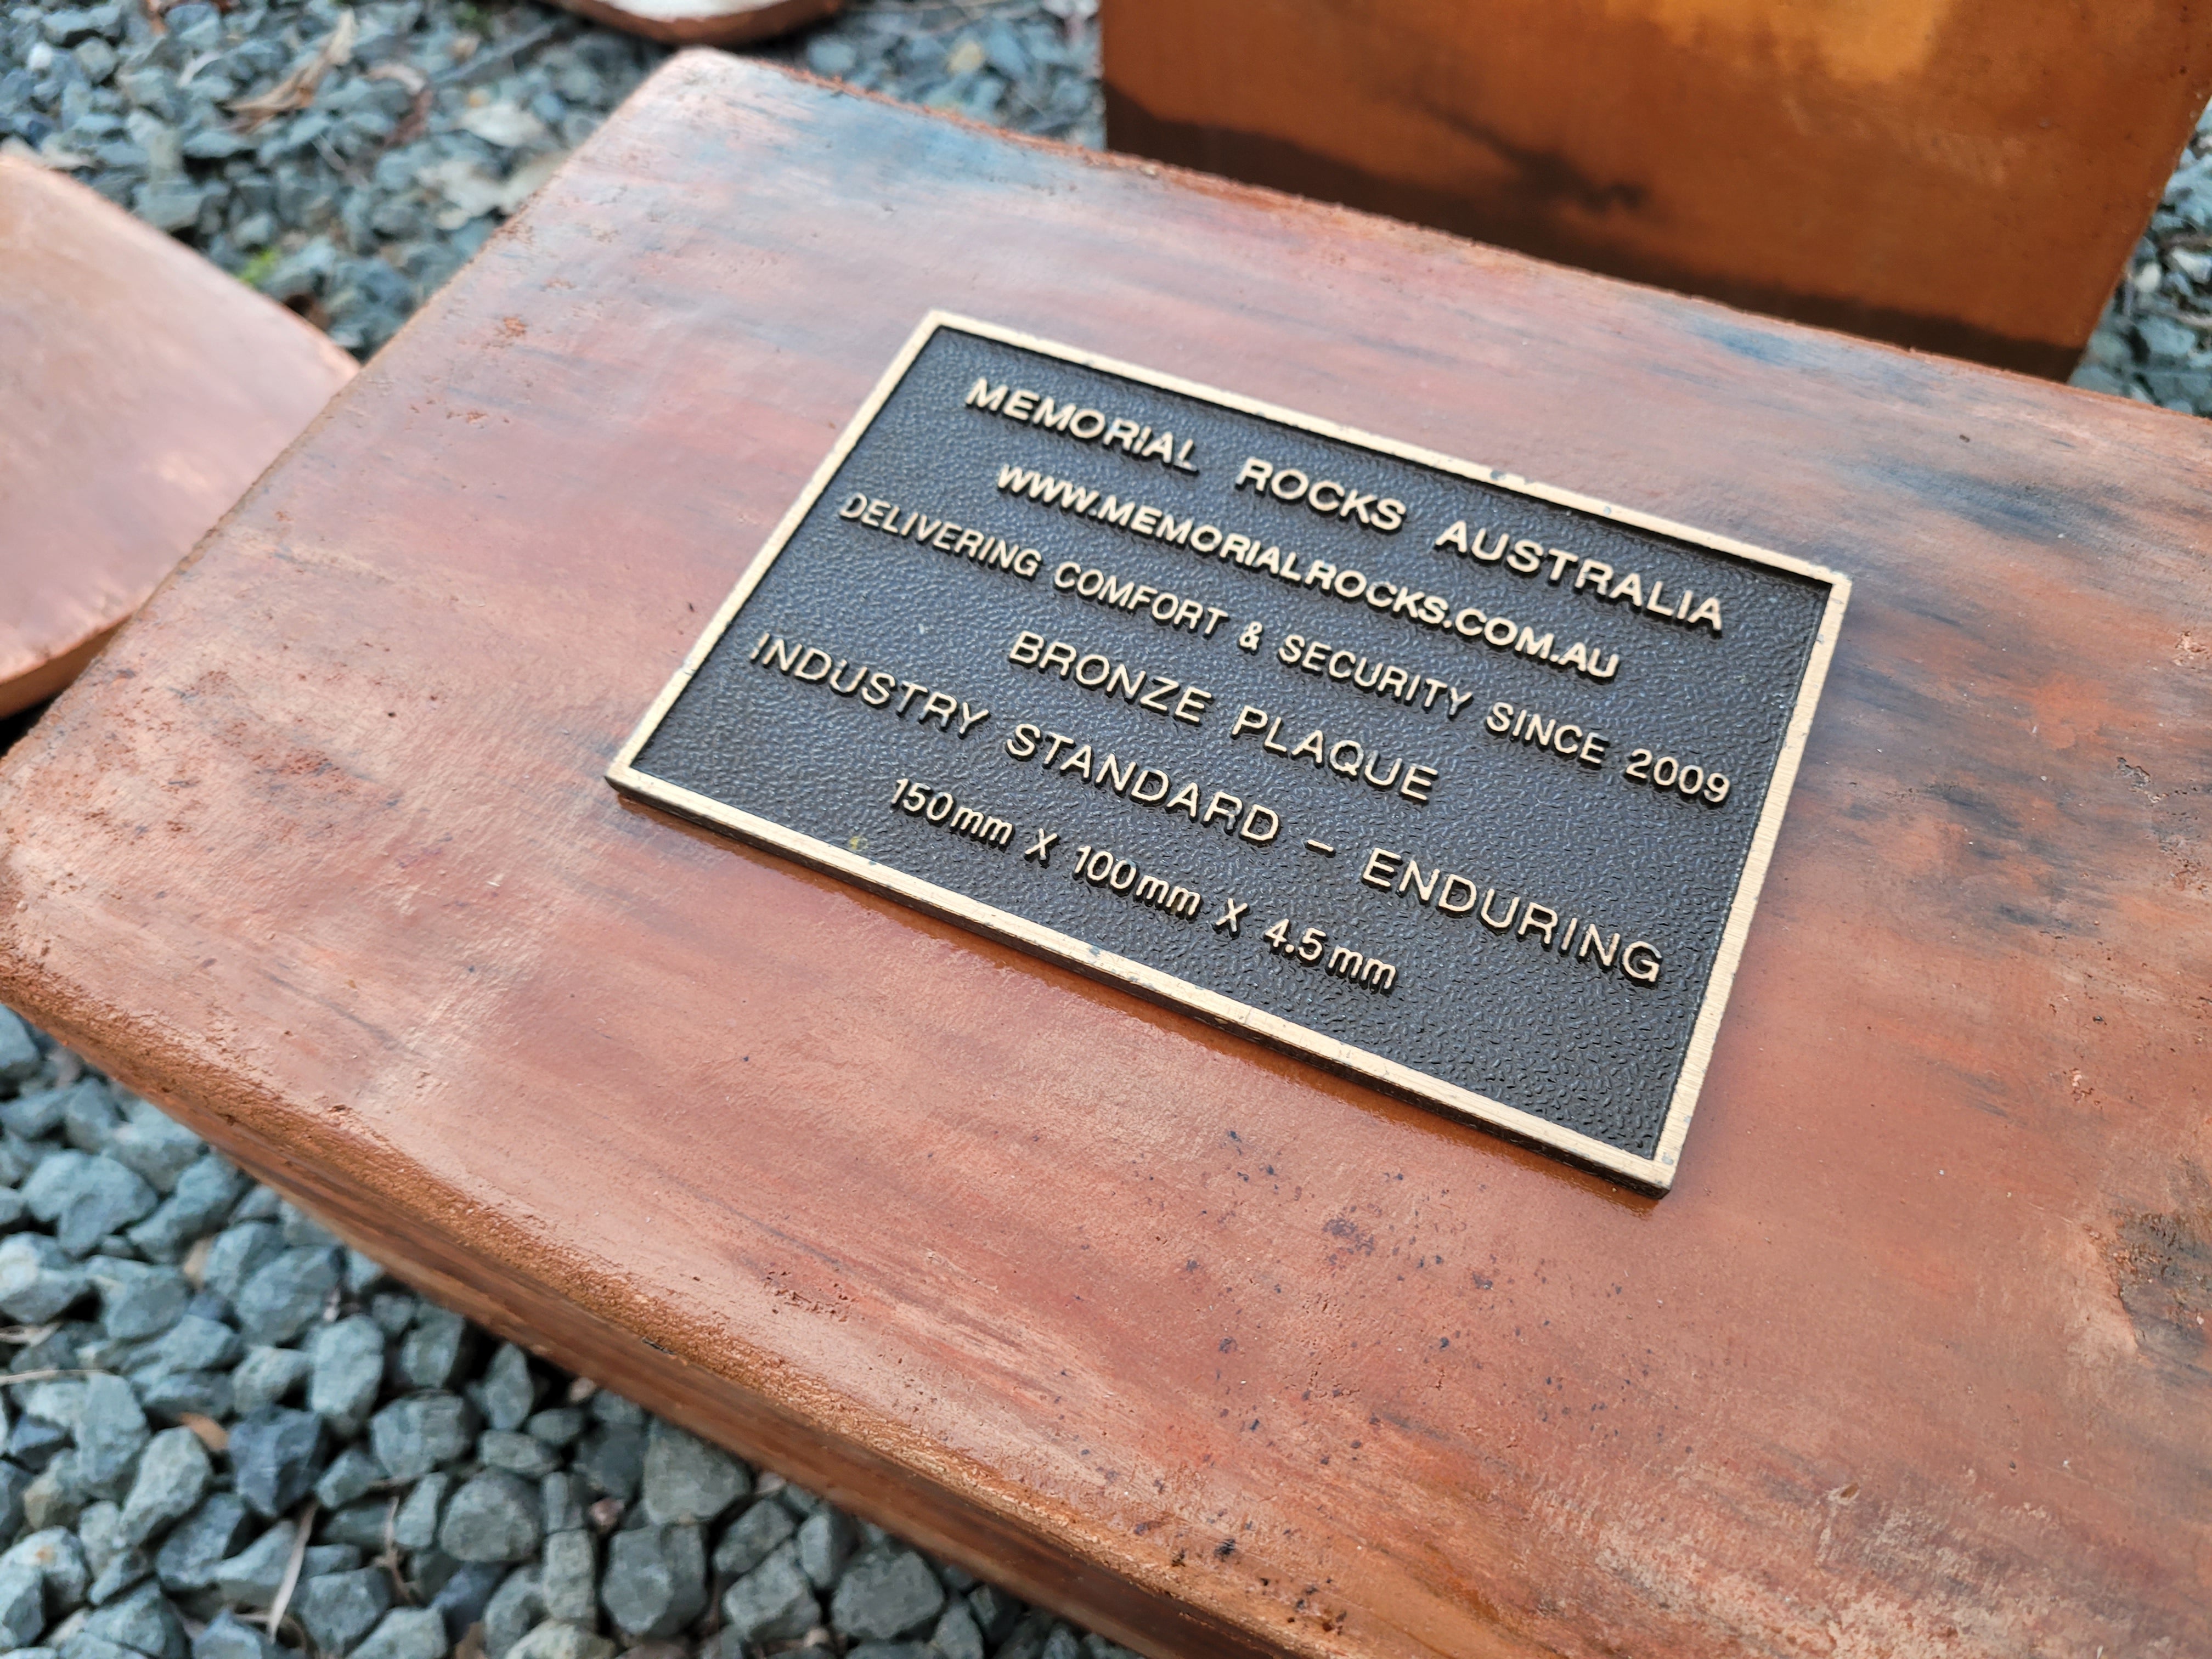 MEMORIAL ROCKS AUSTRALIA
WWW.MEMORIALROCKS.COM.AU
DELIVERING COMFORT & SECURITY SINCE 2009
BRONZE PLAQUE
INDUSTRY STANDARD - ENDURING
150mm X 100mm X 4.5mm